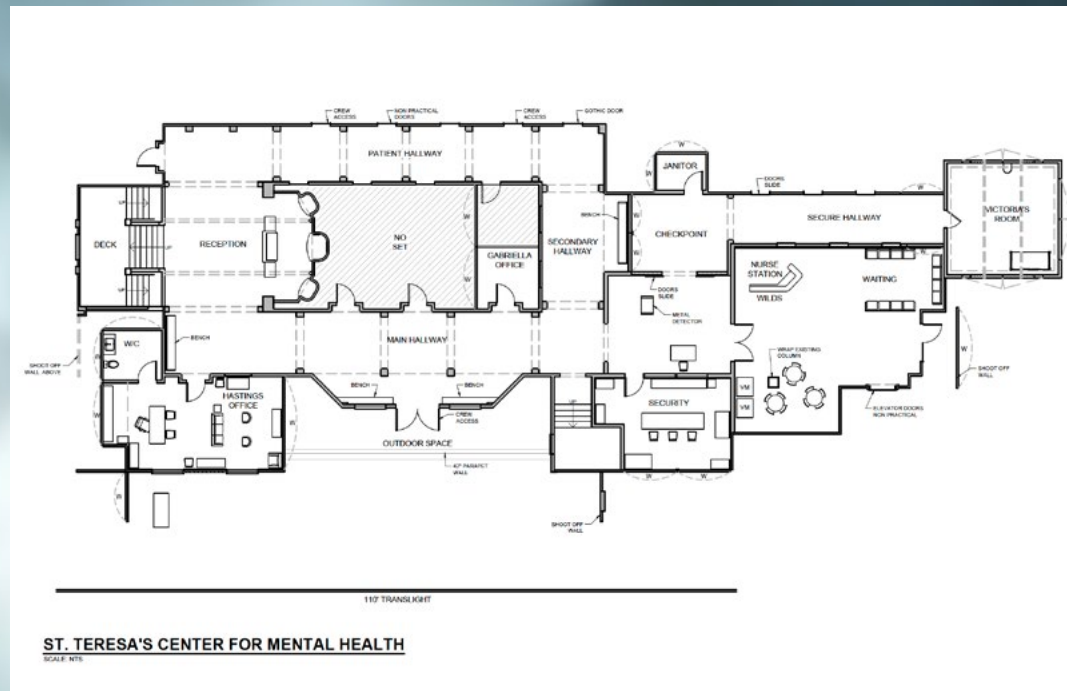 CREW
ACCESS
NON PRACTICAL
DOORS
CREW
ACCESS
GOTHIC DOOR
PATIENT HALLWAY
W
JANITOR
W
DOORS
SLIDE
W
W
UP
DECK
UP
RECEPTION
NO
SET
W
GABRIELLA
OFFICE
SECONDARY
HALLWAY
BENCH
W
CHECKPOINT
SECURE HALLWAY
W
VICTORIA'S
ROOM
W
UP
W
W
NURSE
STATION
WAITING
W
WILDS
DOORS
SLIDE
METAL
DETECTOR
W
W/C
BENCH
MAIN HALLWAY
SHOOT OFF
WALL ABOVE
WRAP EXISTING
COLUMN
W
SHOOT OFF
WALL
HASTINGS
OFFICE
BENCH
BENCH
UP
VM
VM
W
W
CREW
ACCESS
SECURITY
ELEVATOR DOORS
NON PRACTICAL
OUTDOOR SPACE
42" PARAPET
WALL
W
W
W
SHOOT OFF
WALL
110' TRANSLIGHT
ST. TERESA'S CENTER FOR MENTAL HEALTH
SCALE: NTS